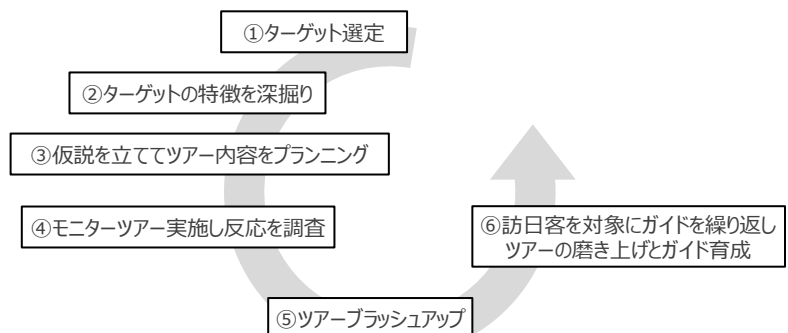 ①ターゲット選定
②ターゲットの特徴を深掘り
③仮説を立ててツアー内容をプランニング
④モニターツアー実施し反応を調査
⑥訪日客を対象にガイドを繰り返し
ツアーの磨き上げとガイド育成
⑤ツアーブラッシュアップ